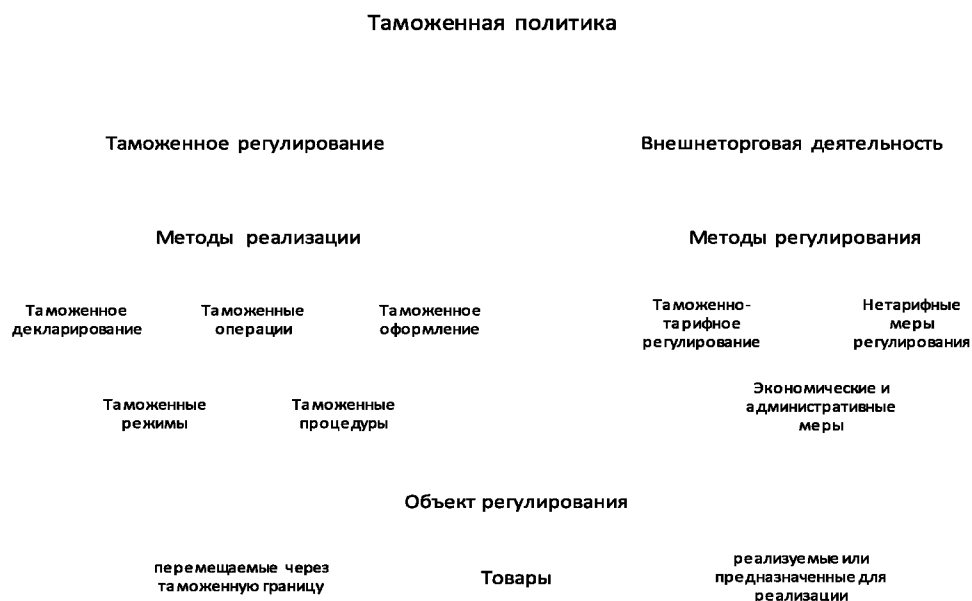 Таможенная политика
Таможенное регулирование
Внешнеторговая деятельность
Методы реализации
Методы регулирования
Таможенное
декларирование
Таможенные
операции
Таможенное
оформление
Таможенно-
тарифное
регулирование
Нетарифные
меры
регулирования
Таможенные
режимы
Таможенные
процедуры
Экономические и
административные
меры
Объект регулирования
перемещаемые через
таможенную границу
Товары
реализуемые или
предназначенные для
реализации